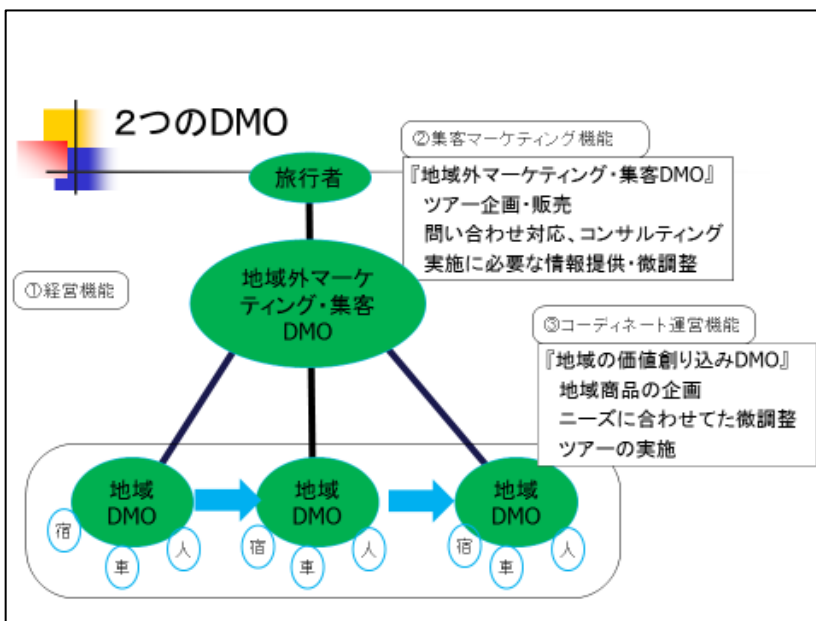 2つのDMO
②集客マーケティング機能
旅行者
『地域外マーケティング・集客DMO』
ツアー企画・販売
問い合わせ対応、コンサルティング
実施に必要な情報提供・微調整
地域外マーケ
ティング・集客
DMO
①経営機能
③コーディネート運営機能
『地域の価値創り込みDMO』
地域商品の企画
ニーズに合わせてた微調整
ツアーの実施
地域
DMO
宿
車
人
地域
DMO
宿
車
人
地域
DMO
宿
車
人